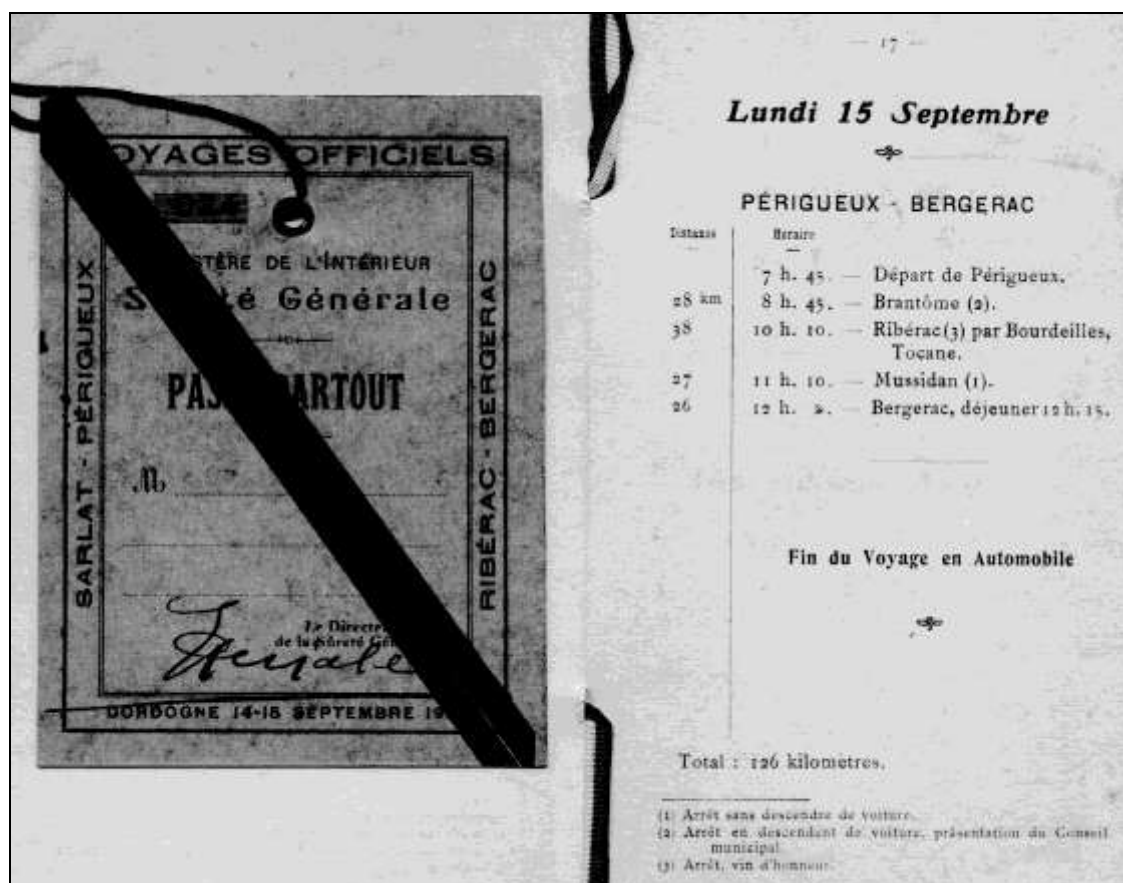 OYAGES OFFICIELS
STÈRE DE L'INTÉRIEUR
S té Générale
PAS ARTOUT
M
SARLAT - PÉRIGUEUX
RIBÉRAC - BERGERAC
Le Directe
de la Sûreté Gé
DORDOGNE 14-15 SEPTEMBRE 19
— 17 —
Lundi 15 Septembre
PÉRIGUEUX - BERGERAC
Distance Horaire
7 h. 45. — Départ de Périgueux.
28 km 8 h. 45. — Brantôme (2).
38 10 h. 10. — Ribérac (3) par Bourdeilles,
Tocane.
27 11 h. 10. — Mussidan (1).
26 12 h. ». — Bergerac, déjeuner 12 h. 15.
Fin du Voyage en Automobile
Total : 126 kilomètres.
(1) Arrêt sans descendre de voiture.
(2) Arrêt en descendant de voiture, présentation du Conseil
municipal.
(3) Arrêt, vin d'honneur.